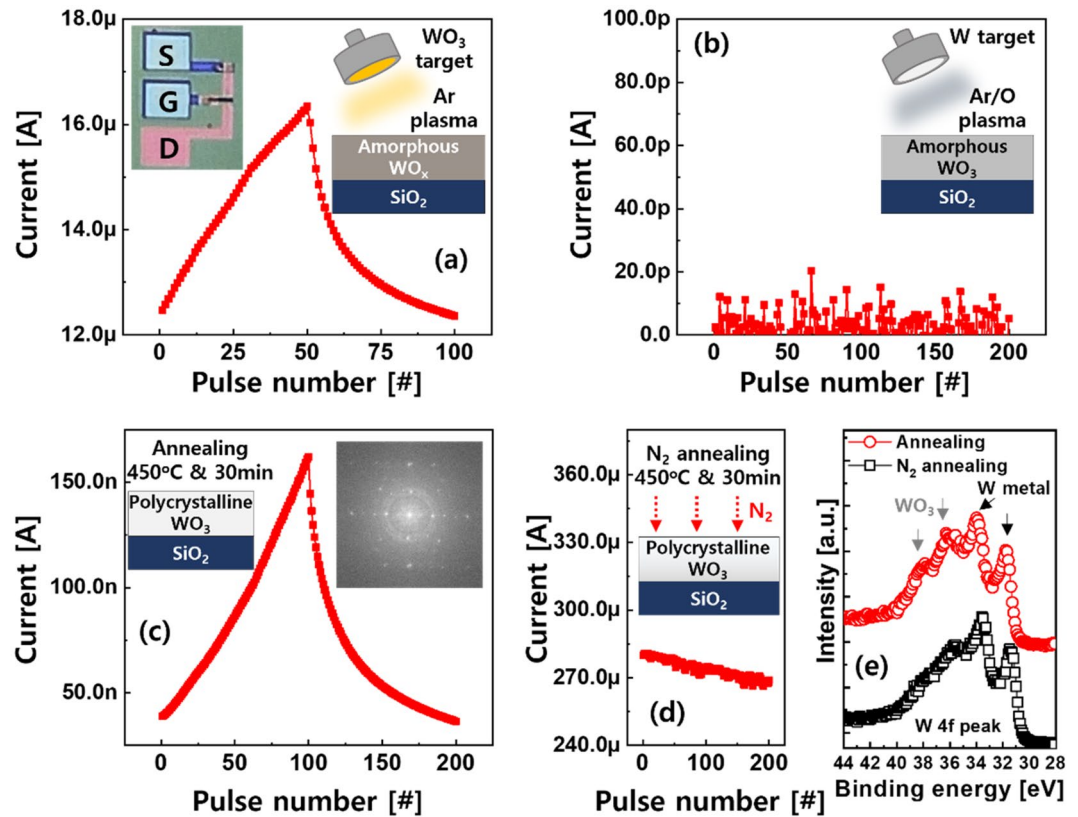 18.0μ
16.0μ
14.0μ
12.0μ
Current [A]
0
25
50
75
100
Pulse number [#]
S
G
D
WO₃
target
Ar
plasma
Amorphous
WOₓ
SiO₂
(a)
100.0p
80.0p
60.0p
40.0p
20.0p
0.0
Current [A]
0
50
100
150
200
Pulse number [#]
(b)
W target
Ar/O
plasma
Amorphous
WO₃
SiO₂
150.0n
100.0n
50.0n
Current [A]
0
50
100
150
200
Pulse number [#]
Annealing
450ºC & 30min
Polycrystalline
WO₃
SiO₂
(c)
360.0μ
330.0μ
300.0μ
270.0μ
240.0μ
Current [A]
0
200
Pulse number [#]
N₂ annealing
450ºC & 30min
N₂
Polycrystalline
WO₃
SiO₂
(d)
Intensity [a.u.]
Annealing
N₂ annealing
W metal
WO₃
(e)
W 4f peak
44
42
40
38
36
34
32
30
28
Binding energy [eV]